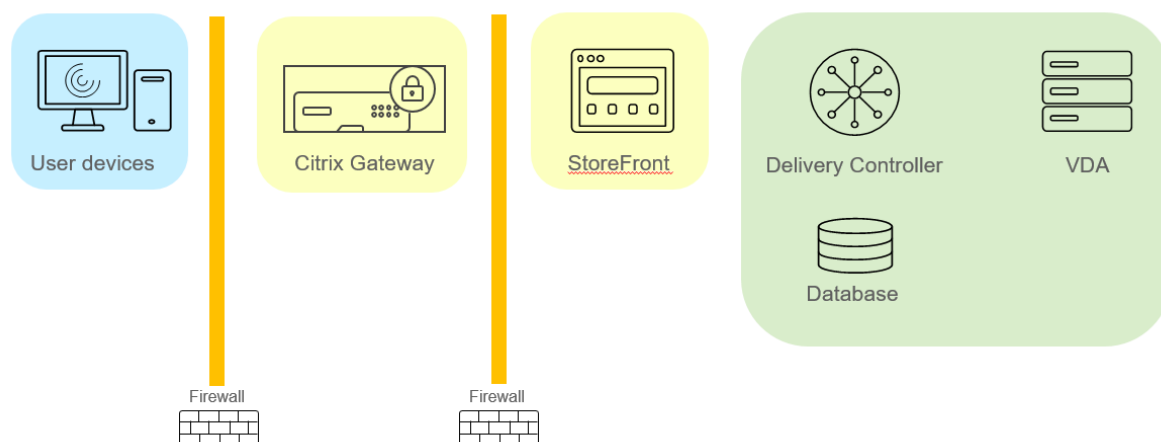 User devices
Citrix Gateway
StoreFront
Delivery Controller
VDA
Database
Firewall
Firewall